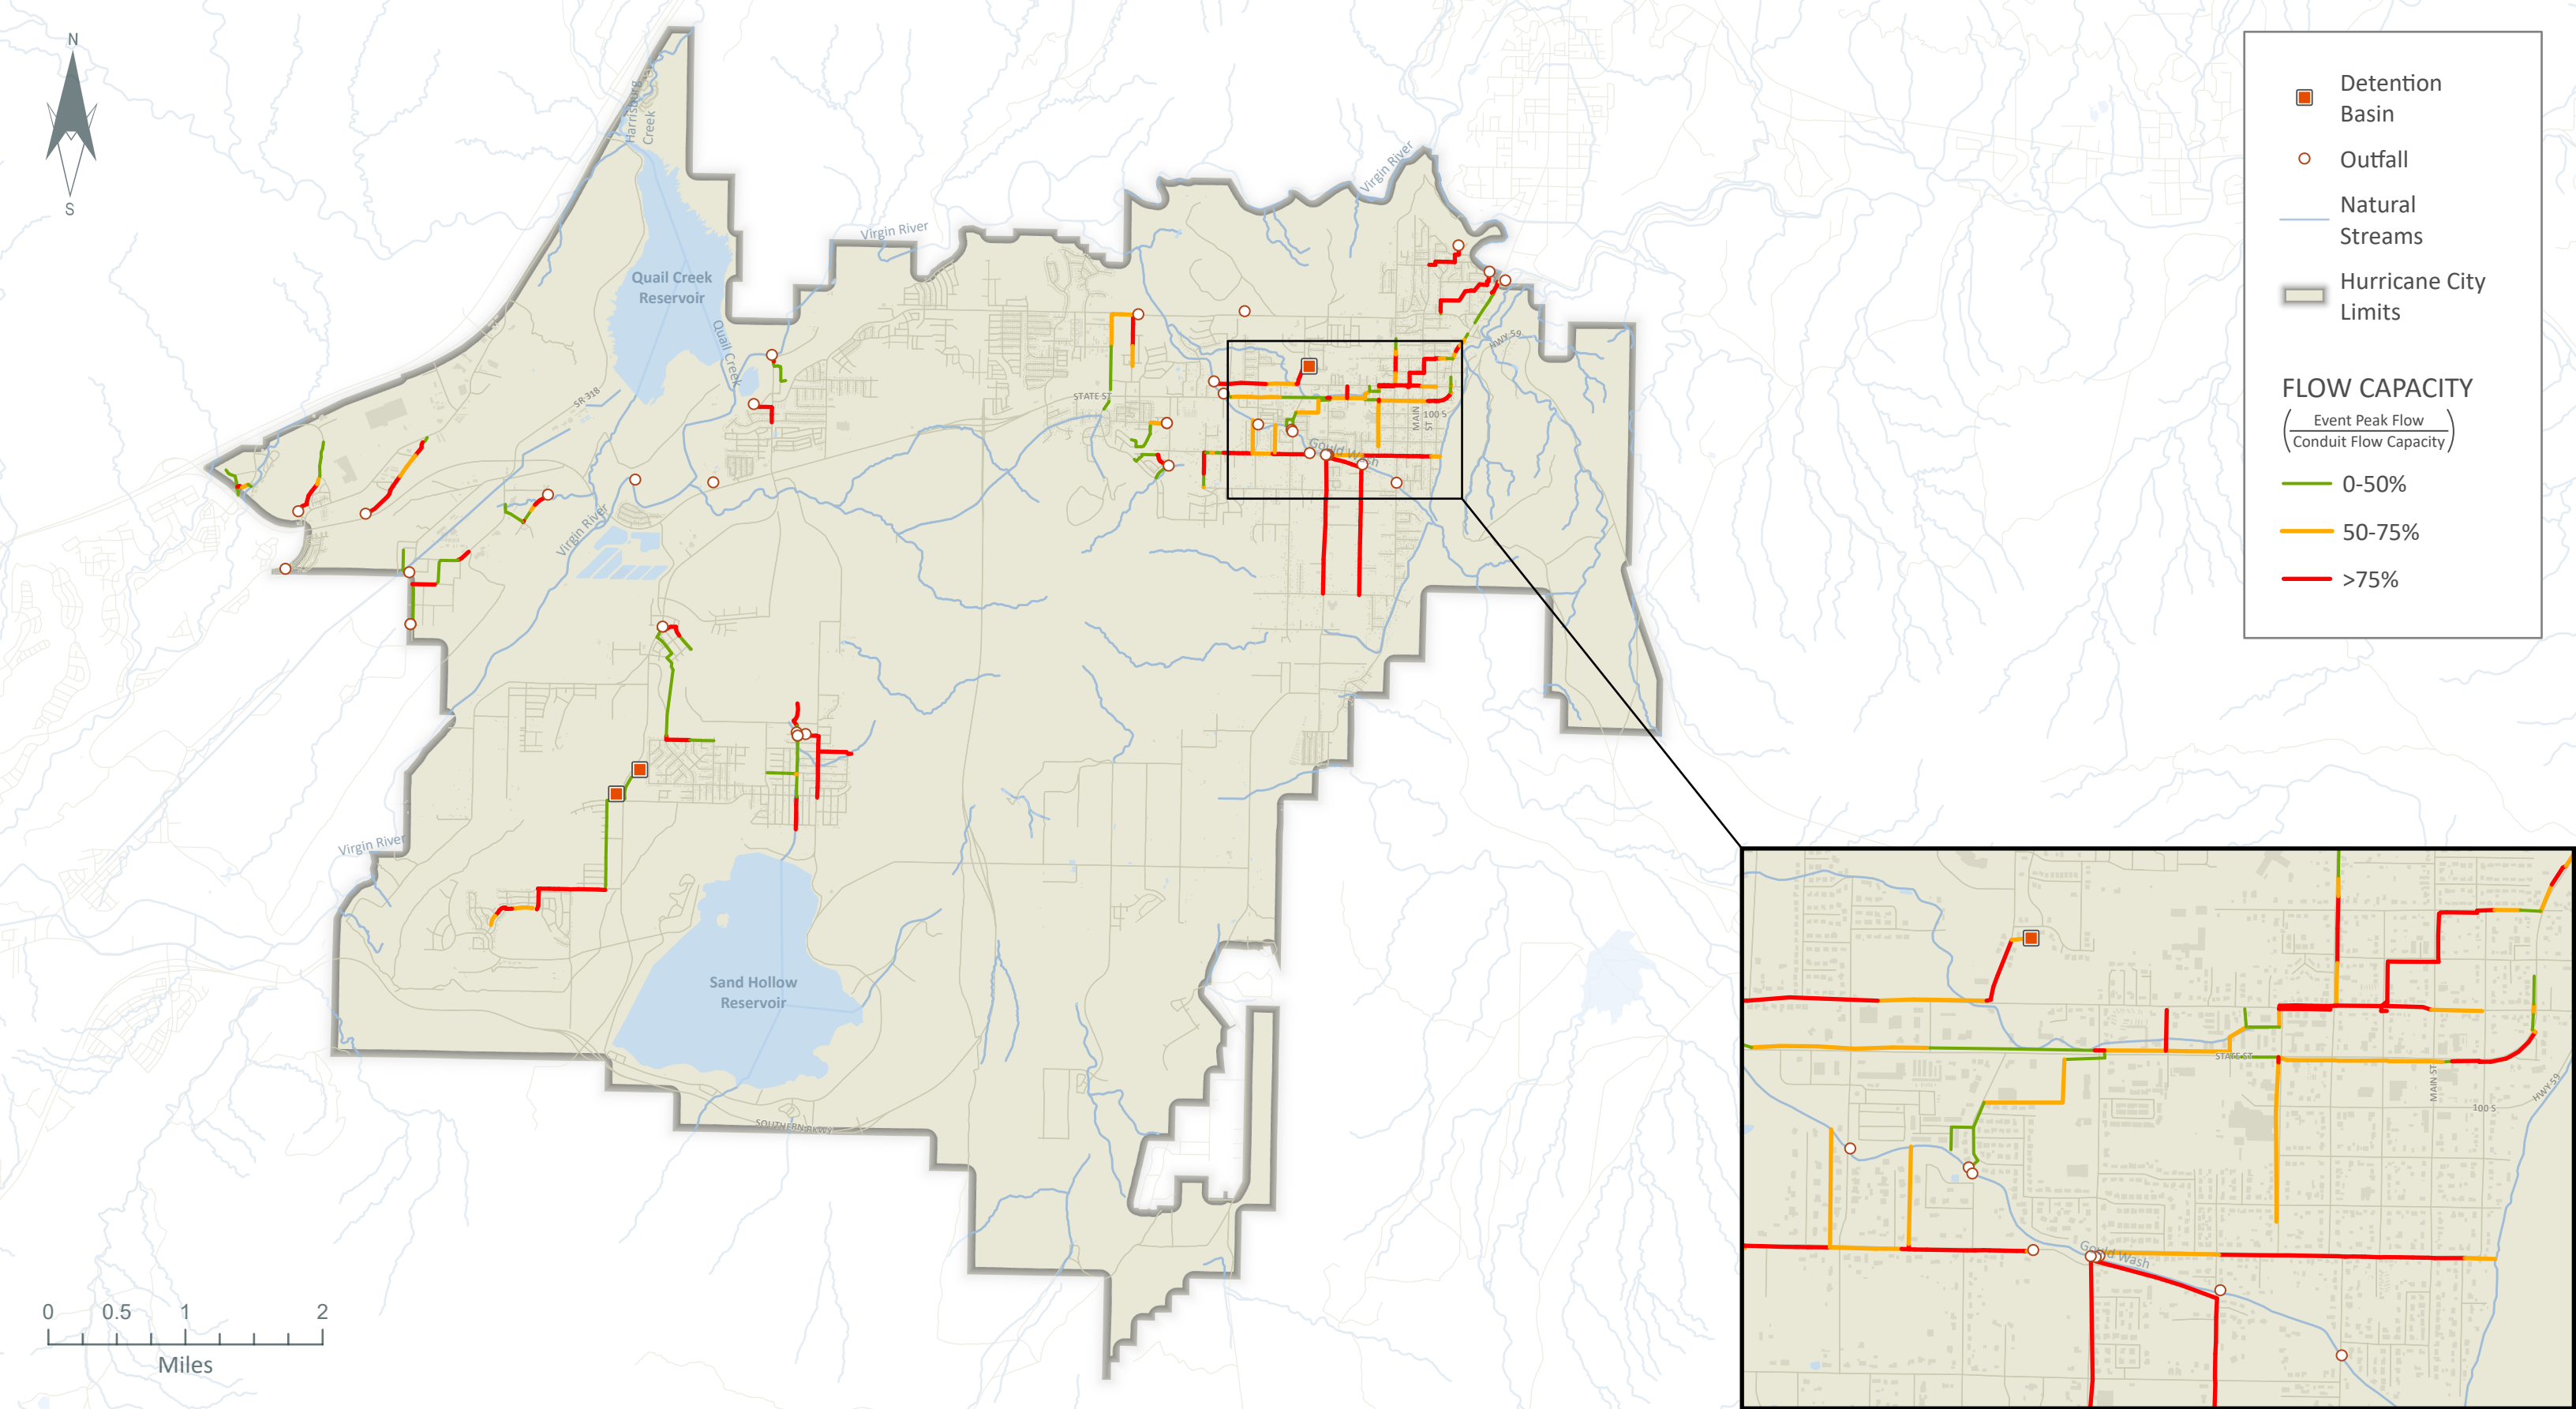 N
S
Harrisburg
Creek
Virgin River
Virgin River
Quail Creek
Reservoir
Quail Creek
SR 318
HWY 59
STATE ST
MAIN
ST
100 S
Gould Wash
Virgin River
Virgin River
Sand Hollow
Reservoir
SOUTHERN PKWY
0 0.5 1 2
Miles
Detention
Basin
Outfall
Natural
Streams
Hurricane City
Limits
FLOW CAPACITY
(Event Peak Flow
Conduit Flow Capacity)
0-50%
50-75%
>75%
STATE ST
MAIN ST
HWY 59
100 S
Gould Wash